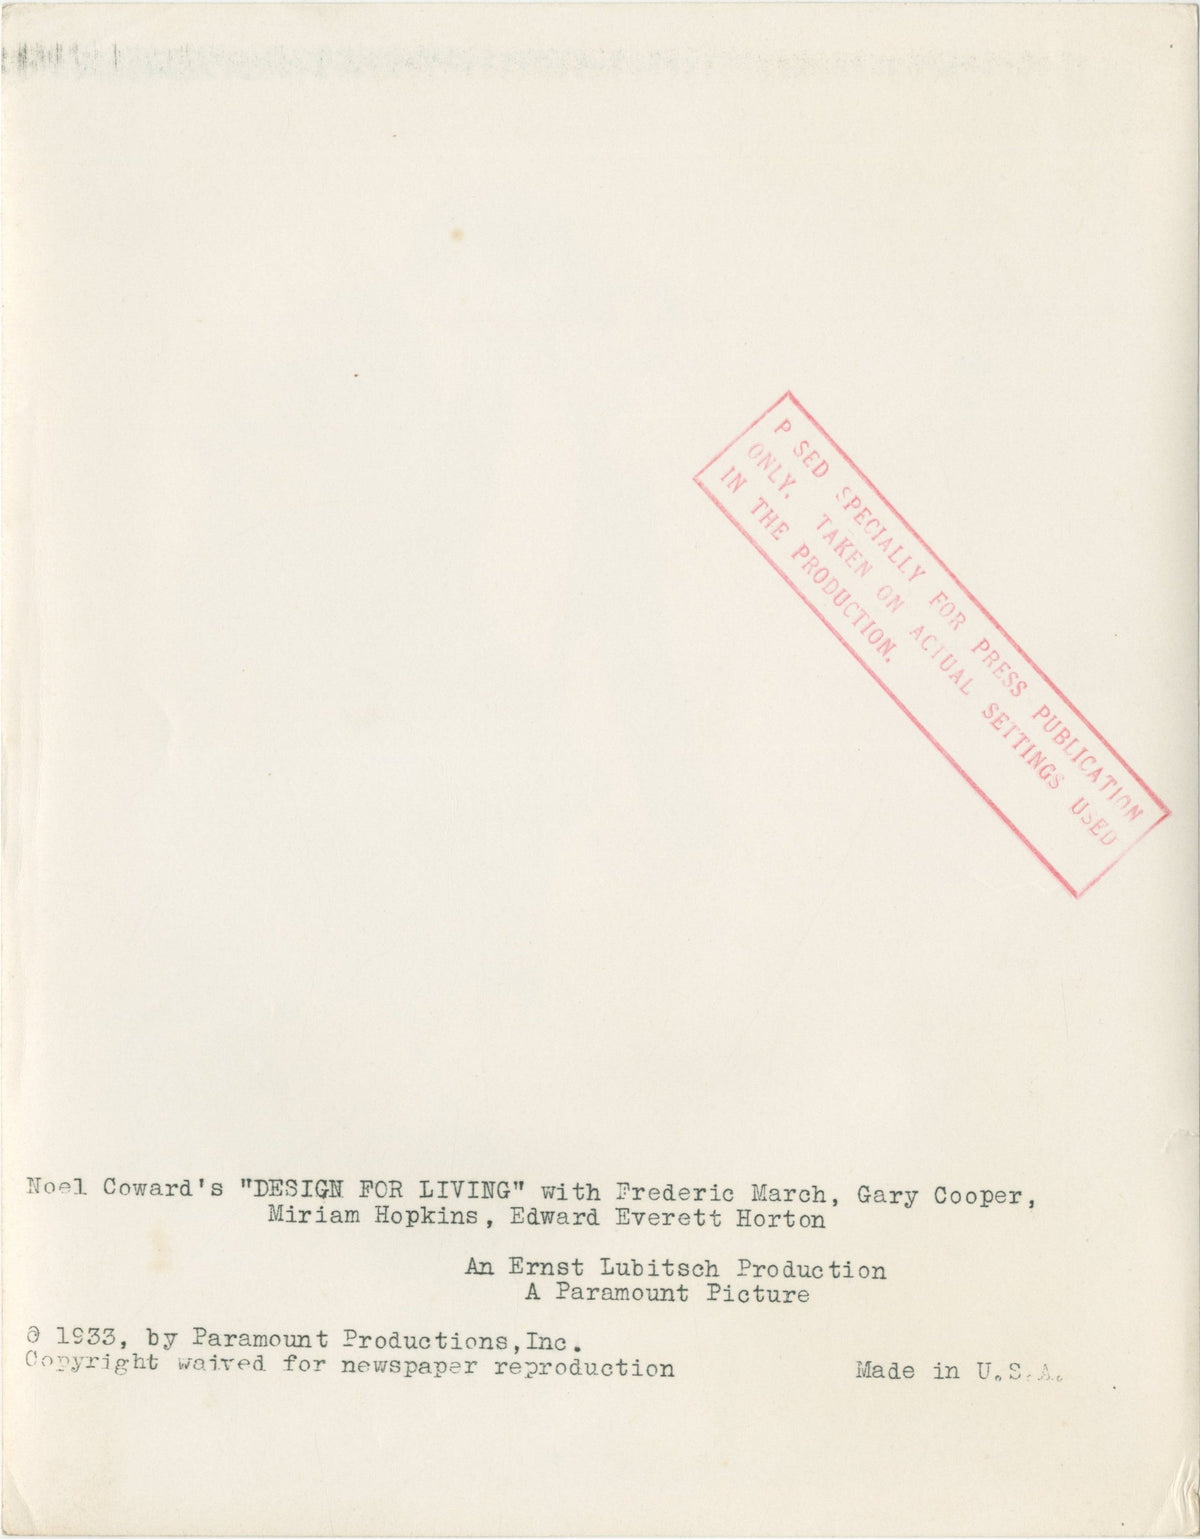 P SED SPECIALLY FOR PRESS PUBLICATION
ONLY. TAKEN ON ACTUAL SETTINGS USED
IN THE PRODUCTION.
Noel Coward's "DESIGN FOR LIVING" with Frederic March, Gary Cooper,
Miriam Hopkins, Edward Everett Horton
An Ernst Lubitsch Production
A Paramount Picture
© 1933, by Paramount Productions,Inc.
Copyright waived for newspaper reproduction
Made in U.S.A.